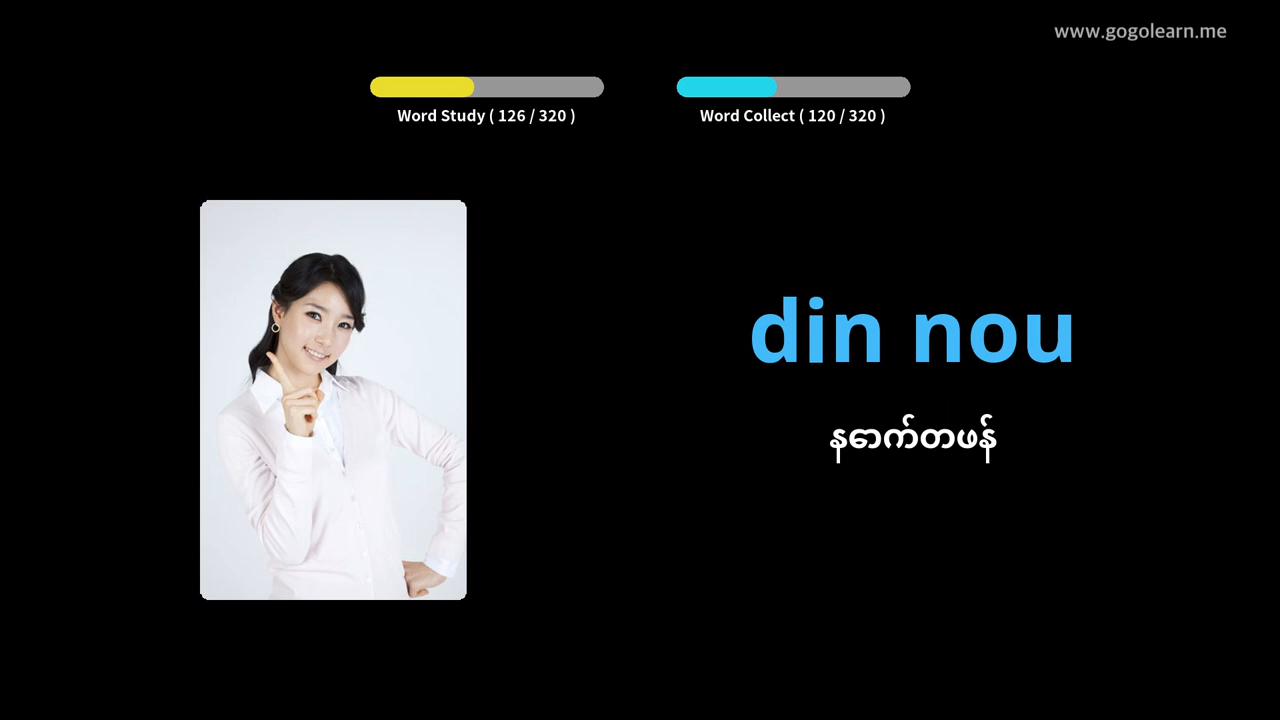 www.gogolearn.me
Word Study ( 126 / 320 )
Word Collect ( 120 / 320 )
din nou
နောက်တဖန်